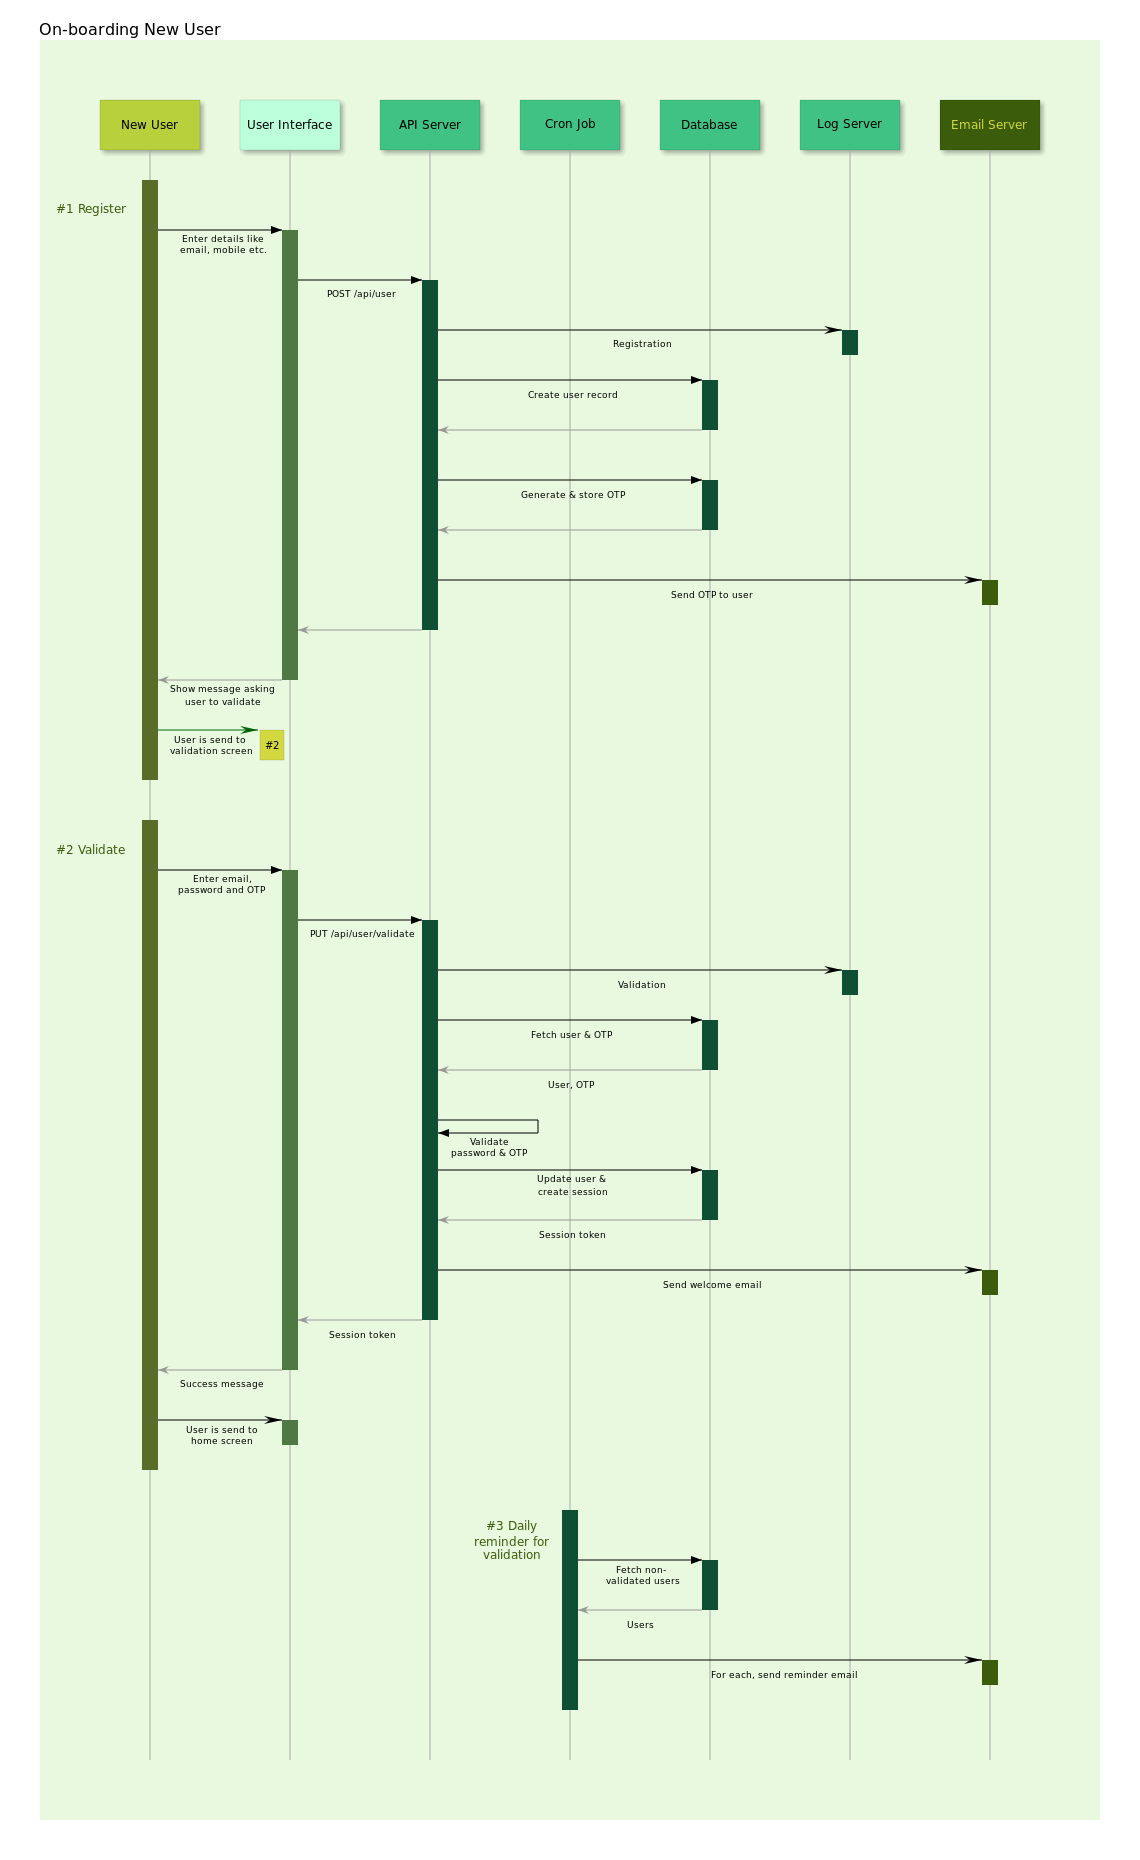 On-boarding New User
New User
User Interface
API Server
Cron Job
Database
Log Server
Email Server
#1 Register
Enter details like
email, mobile etc.
POST /api/user
Registration
Create user record
Generate & store OTP
Send OTP to user
Show message asking
user to validate
User is send to
validation screen
#2
#2 Validate
Enter email,
password and OTP
PUT /api/user/validate
Validation
Fetch user & OTP
User, OTP
Validate
password & OTP
Update user &
create session
Session token
Send welcome email
Session token
Success message
User is send to
home screen
#3 Daily
reminder for
validation
Fetch non-
validated users
Users
For each, send reminder email